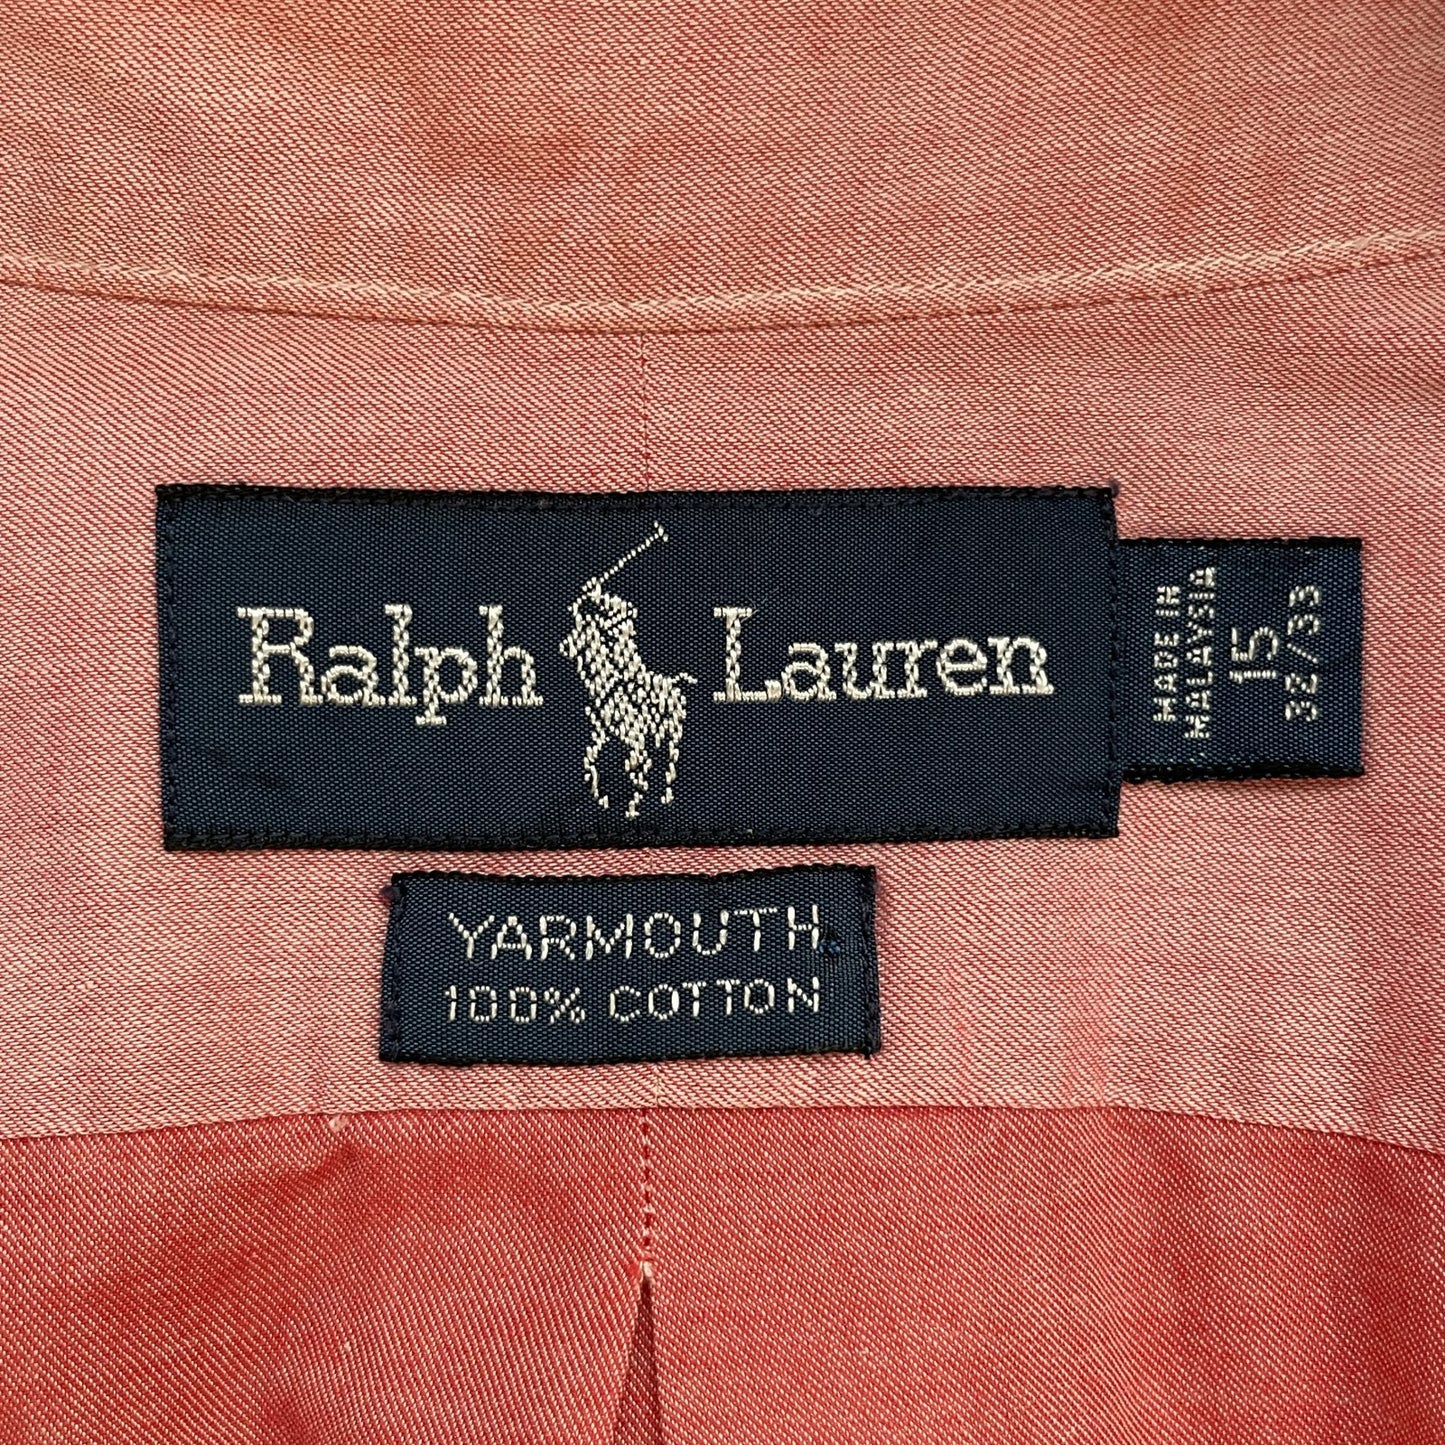 Ralph Lauren
MADE IN
MALAYSIA
15
32/33
YARMOUTH
100% COTTON